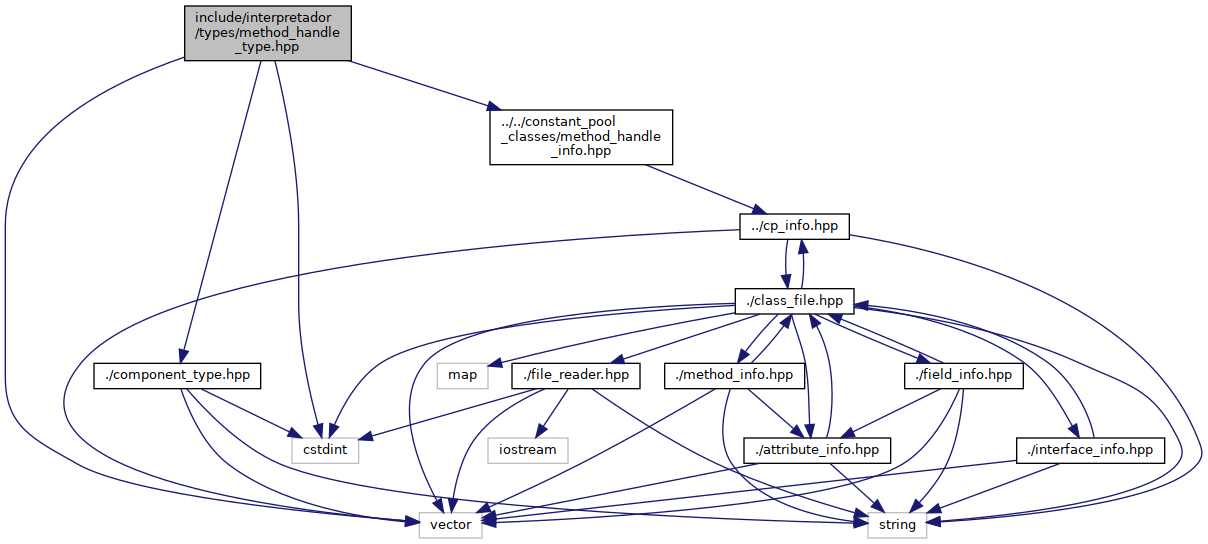 include/interpretador
/types/method_handle
_type.hpp
../../constant_pool
_classes/method_handle
_info.hpp
../cp_info.hpp
./class_file.hpp
./component_type.hpp
map
./file_reader.hpp
./method_info.hpp
./field_info.hpp
cstdint
iostream
./attribute_info.hpp
./interface_info.hpp
vector
string